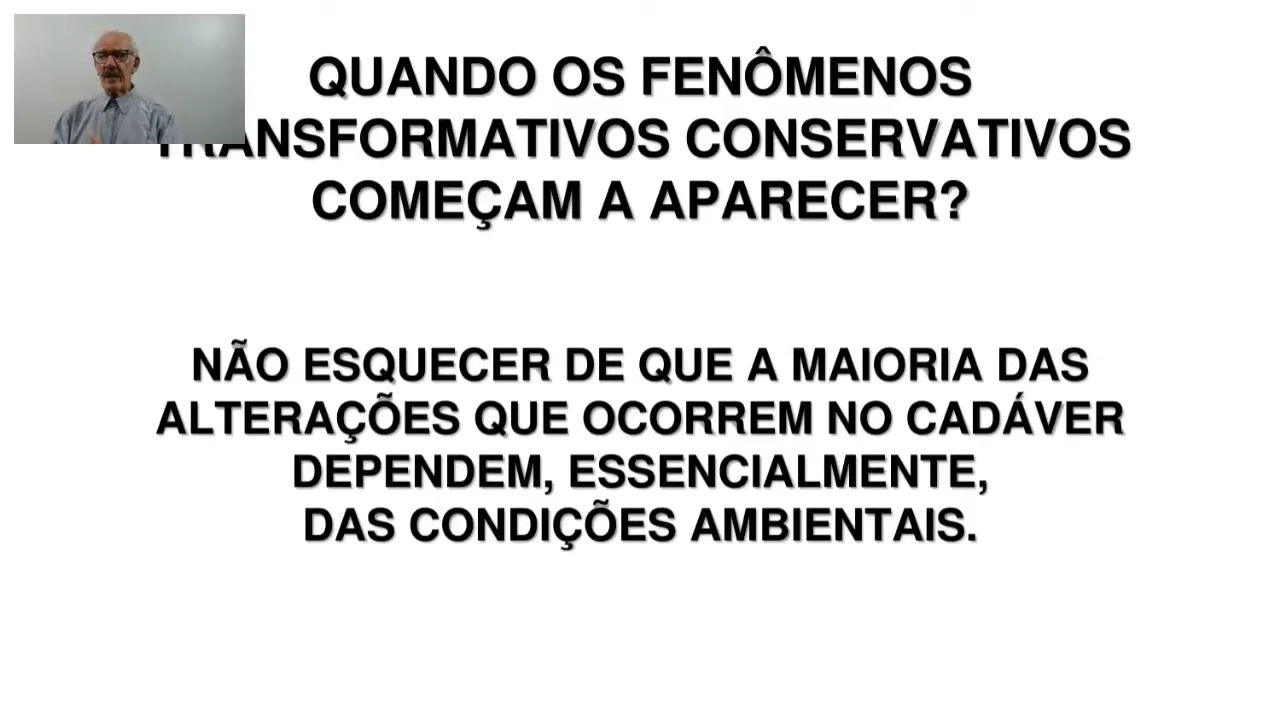 QUANDO OS FENÔMENOS
TRANSFORMATIVOS CONSERVATIVOS
COMEÇAM A APARECER?
NÃO ESQUECER DE QUE A MAIORIA DAS
ALTERAÇÕES QUE OCORREM NO CADÁVER
DEPENDEM, ESSENCIALMENTE,
DAS CONDIÇÕES AMBIENTAIS.